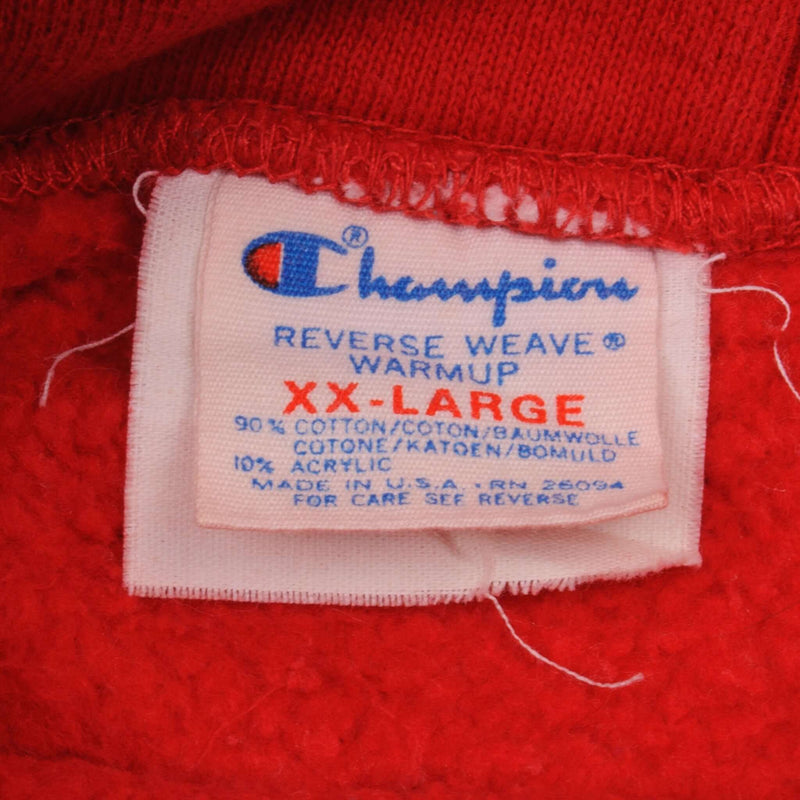 Champion®
REVERSE WEAVE®
WARMUP
XX-LARGE
90% COTTON/COTON/BAUMWOLLE
COTONE/KATOEN/BOMULD
10% ACRYLIC
MADE IN U.S.A. · RN 26094
FOR CARE SEE REVERSE